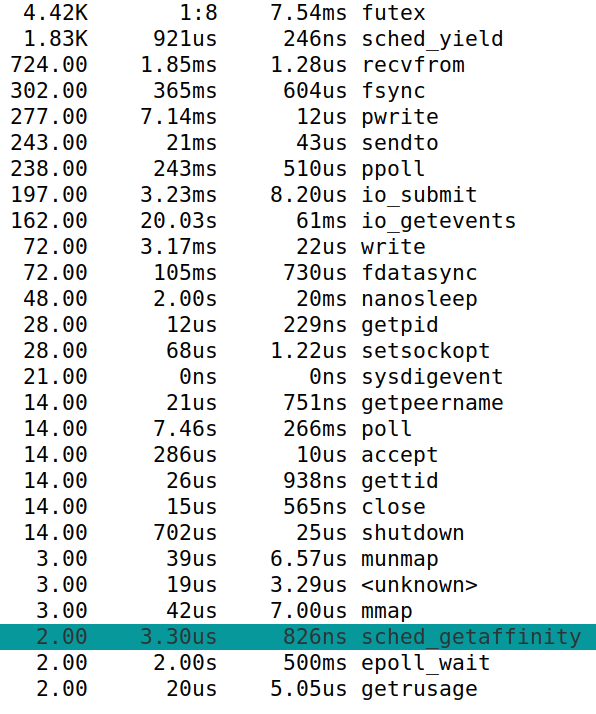 4.42K 1:8 7.54ms futex
1.83K 921us 246ns sched_yield
724.00 1.85ms 1.28us recvfrom
302.00 365ms 604us fsync
277.00 7.14ms 12us pwrite
243.00 21ms 43us sendto
238.00 243ms 510us ppoll
197.00 3.23ms 8.20us io_submit
162.00 20.03s 61ms io_getevents
72.00 3.17ms 22us write
72.00 105ms 730us fdatasync
48.00 2.00s 20ms nanosleep
28.00 12us 229ns getpid
28.00 68us 1.22us setsockopt
21.00 0ns 0ns sysdigevent
14.00 21us 751ns getpeername
14.00 7.46s 266ms poll
14.00 286us 10us accept
14.00 26us 938ns gettid
14.00 15us 565ns close
14.00 702us 25us shutdown
3.00 39us 6.57us munmap
3.00 19us 3.29us <unknown>
3.00 42us 7.00us mmap
2.00 3.30us 826ns sched_getaffinity
2.00 2.00s 500ms epoll_wait
2.00 20us 5.05us getrusage